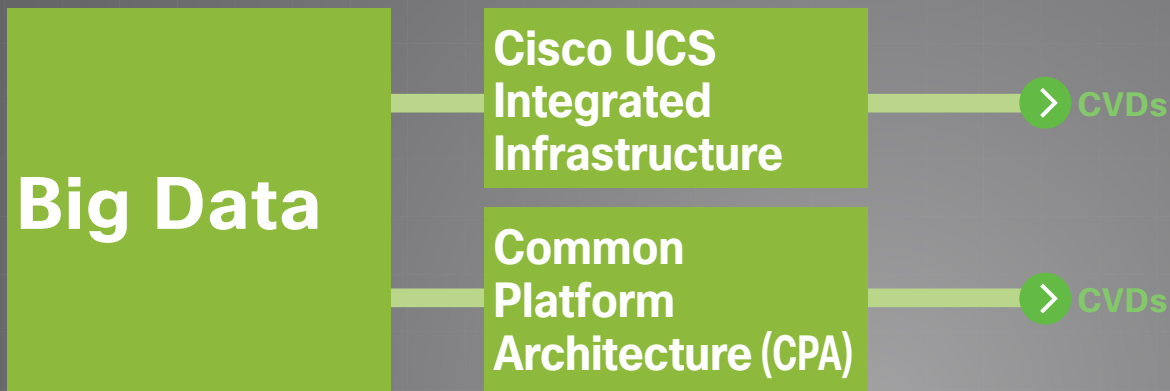 Big Data
Cisco UCS
Integrated
Infrastructure
CVDs
Common
Platform
Architecture (CPA)
CVDs